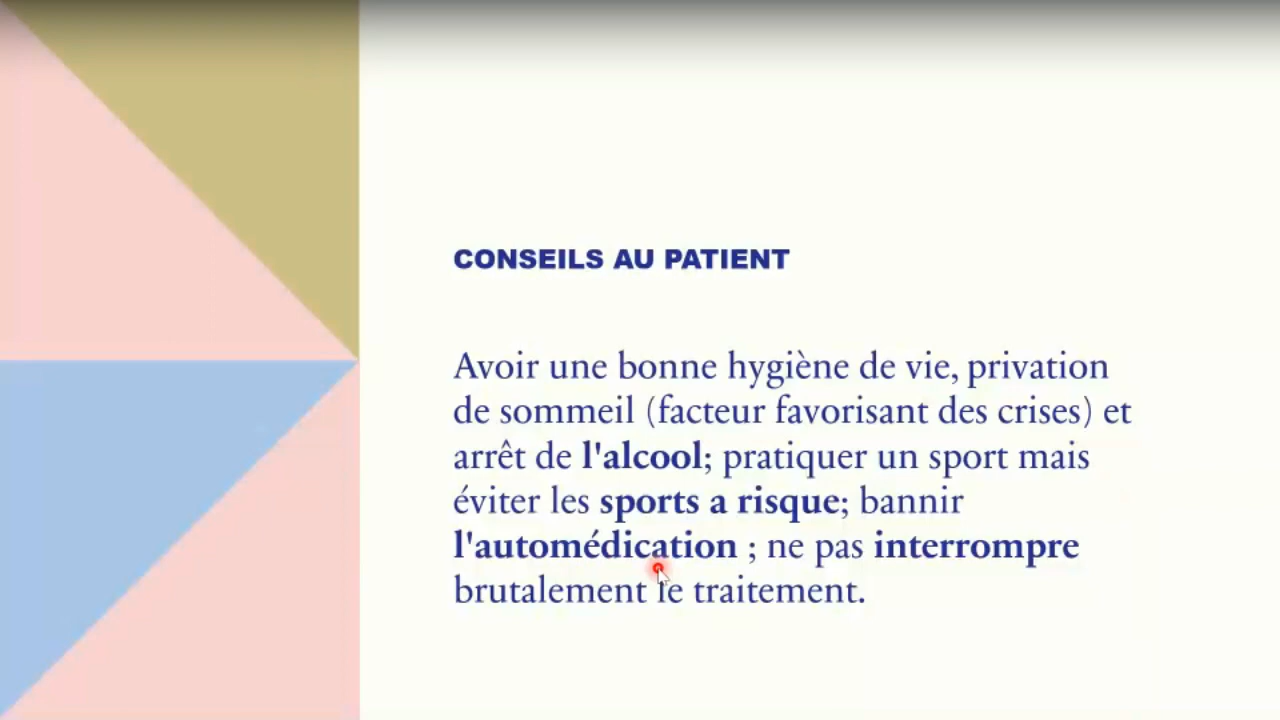 CONSEILS AU PATIENT
Avoir une bonne hygiène de vie, privation
de sommeil (facteur favorisant des crises) et
arrêt de l'alcool; pratiquer un sport mais
éviter les sports a risque; bannir
l'automédication ; ne pas interrompre
brutalement le traitement.